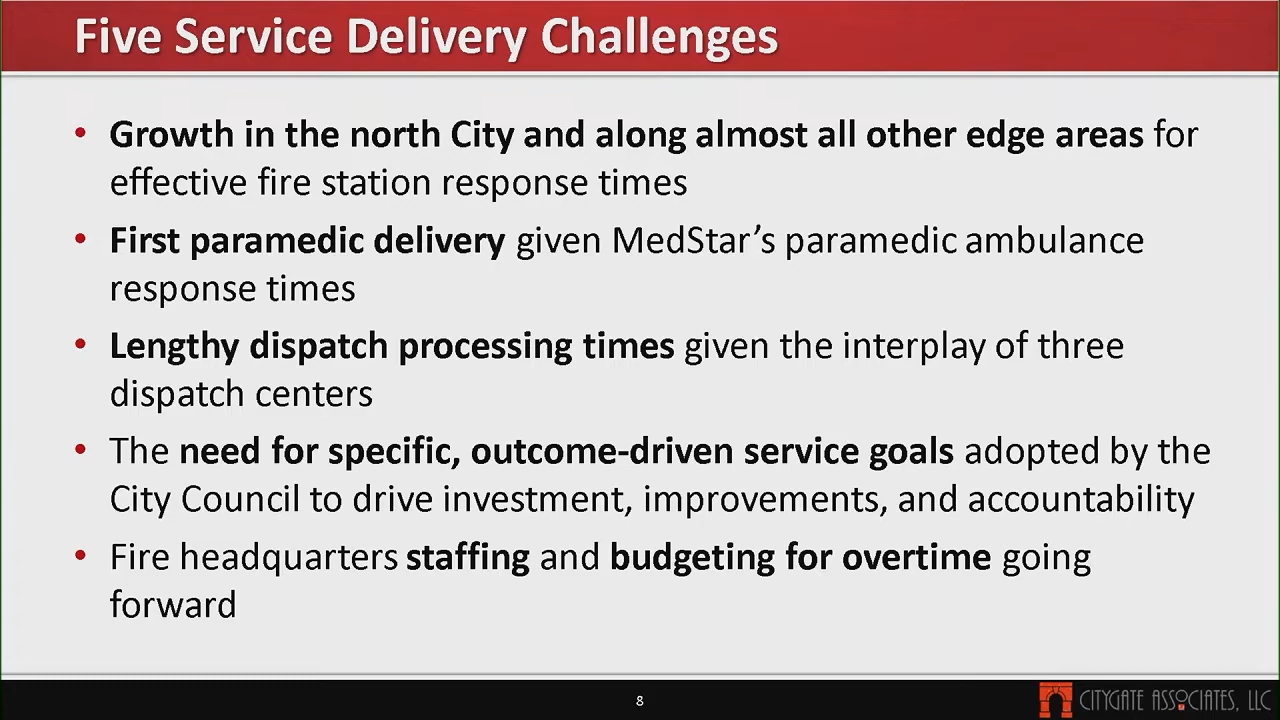 Five Service Delivery Challenges
• Growth in the north City and along almost all other edge areas for
effective fire station response times
• First paramedic delivery given MedStar’s paramedic ambulance
response times
• Lengthy dispatch processing times given the interplay of three
dispatch centers
• The need for specific, outcome-driven service goals adopted by the
City Council to drive investment, improvements, and accountability
• Fire headquarters staffing and budgeting for overtime going
forward
8
CITYGATE ASSOCIATES, LLC